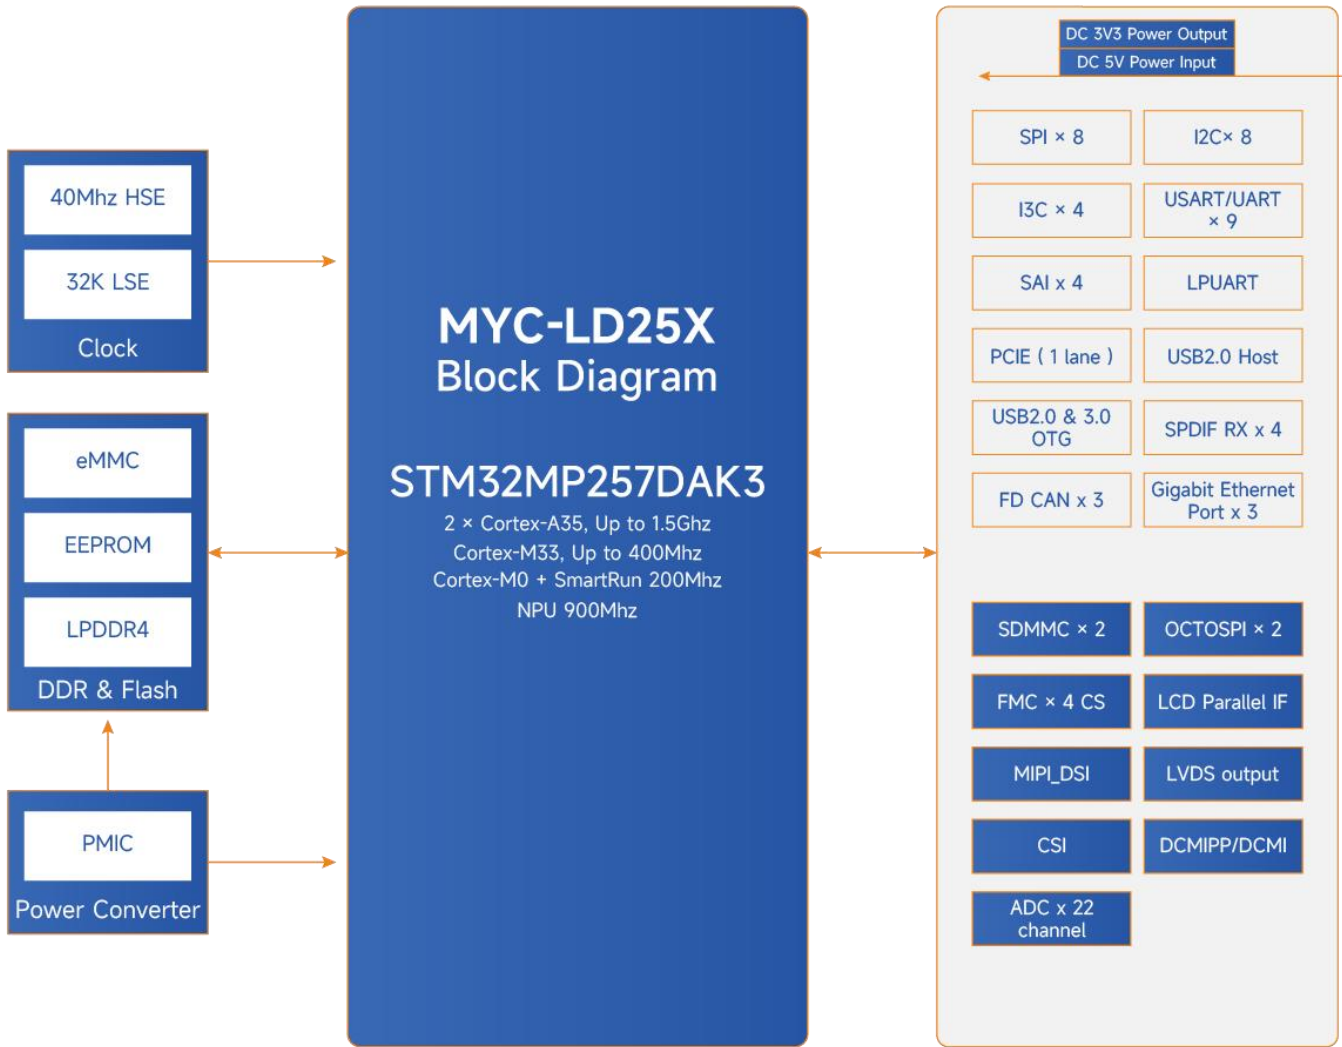 40Mhz HSE
32K LSE
Clock
eMMC
EEPROM
LPDDR4
DDR & Flash
PMIC
Power Converter
MYC-LD25X
Block Diagram
STM32MP257DAK3
2 × Cortex-A35, Up to 1.5Ghz
Cortex-M33, Up to 400Mhz
Cortex-M0 + SmartRun 200Mhz
NPU 900Mhz
DC 3V3 Power Output
DC 5V Power Input
SPI × 8
I2C× 8
I3C × 4
USART/UART
× 9
SAI x 4
LPUART
PCIE ( 1 lane )
USB2.0 Host
USB2.0 & 3.0
OTG
SPDIF RX x 4
FD CAN x 3
Gigabit Ethernet
Port x 3
SDMMC × 2
OCTOSPI × 2
FMC × 4 CS
LCD Parallel IF
MIPI_DSI
LVDS output
CSI
DCMIPP/DCMI
ADC x 22
channel